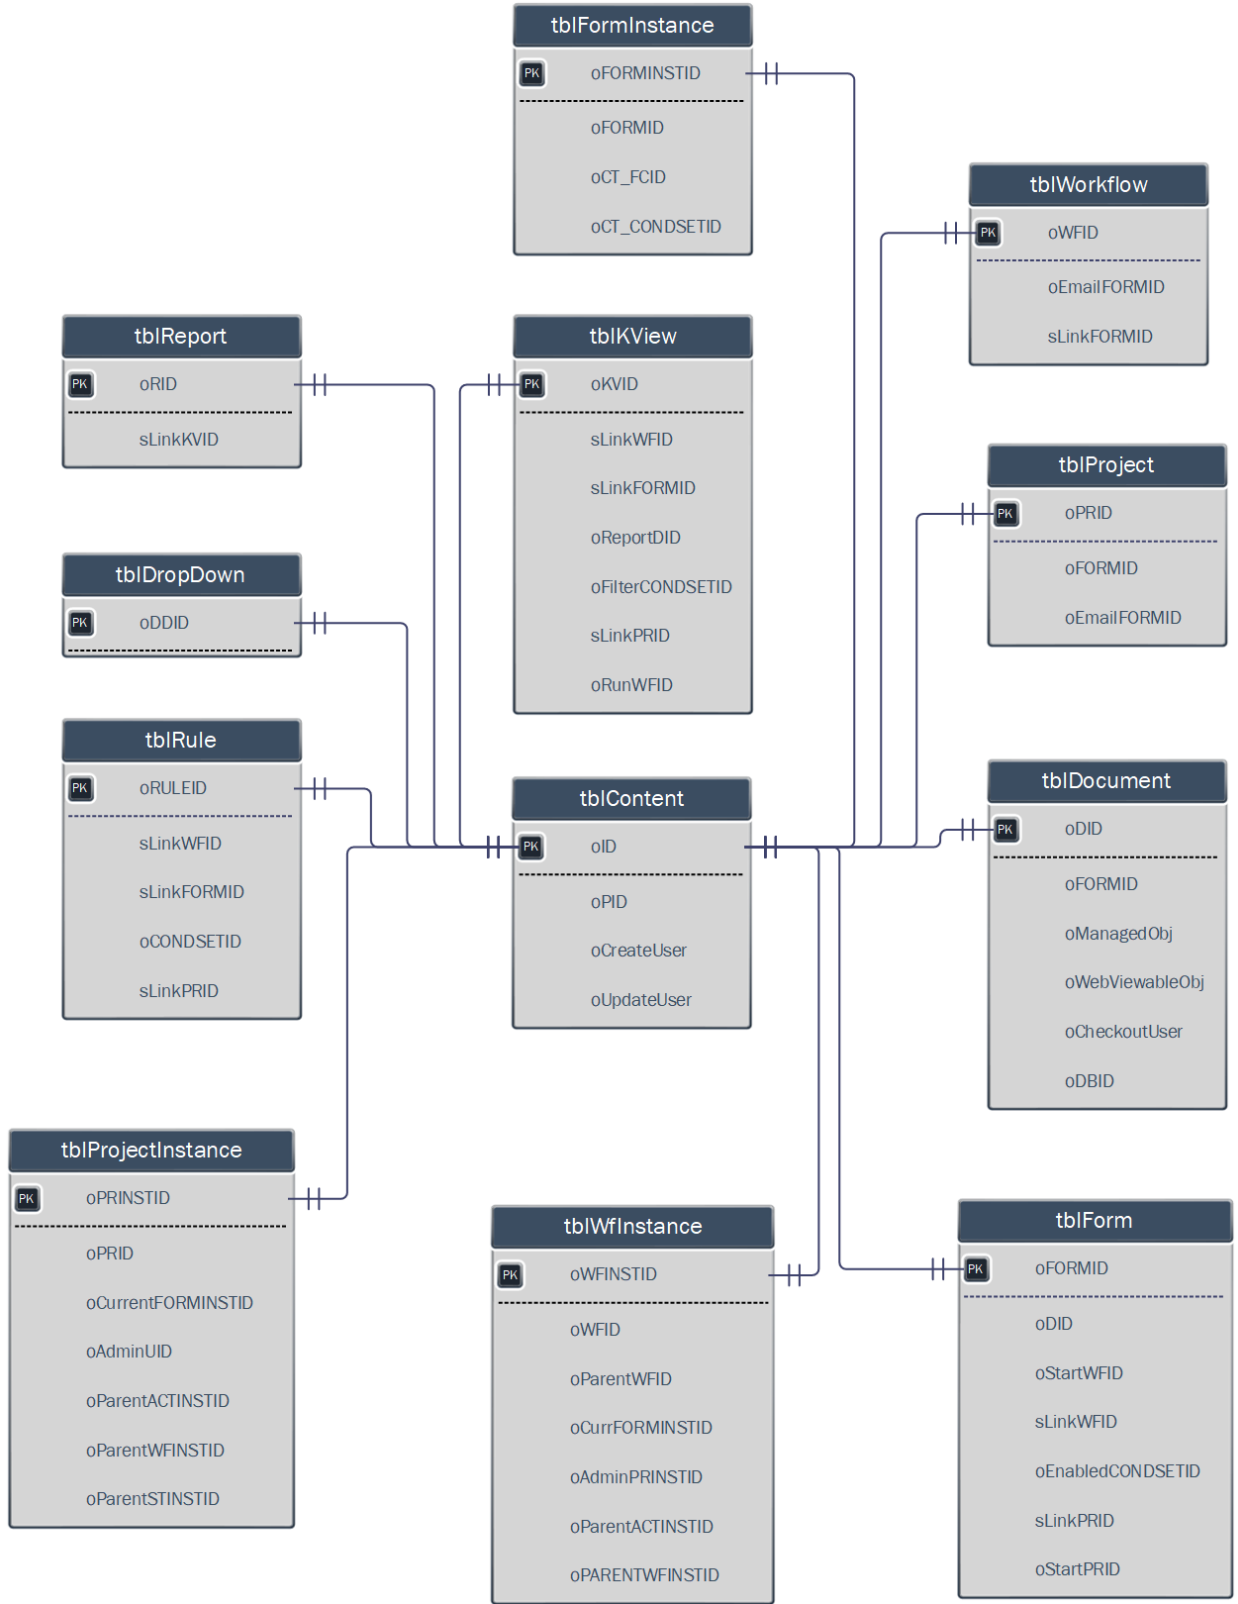 tblFormInstance
PK oFORMINSTID
oFORMID
oCT_FCID
oCT_CONDSETID
tblWorkflow
PK oWFID
oEmailFORMID
sLinkFORMID
tblReport
PK oRID
sLinkKVID
tblKView
PK oKVID
sLinkWFID
sLinkFORMID
oReportDID
oFilterCONDSETID
sLinkPRID
oRunWFID
tblProject
PK oPRID
oFORMID
oEmailFORMID
tblDropDown
PK oDDID
tblRule
PK oRULEID
sLinkWFID
sLinkFORMID
oCONDSETID
sLinkPRID
tblContent
PK oID
oPID
oCreateUser
oUpdateUser
tblDocument
PK oDID
oFORMID
oManagedObj
oWebViewableObj
oCheckoutUser
oDBID
tblProjectInstance
PK oPRINSTID
oPRID
oCurrentFORMINSTID
oAdminUID
oParentACTINSTID
oParentWFINSTID
oParentSTINSTID
tblWfInstance
PK oWFINSTID
oWFID
oParentWFID
oCurrFORMINSTID
oAdminPRINSTID
oParentACTINSTID
oPARENTWFINSTID
tblForm
PK oFORMID
oDID
oStartWFID
sLinkWFID
oEnabledCONDSETID
sLinkPRID
oStartPRID